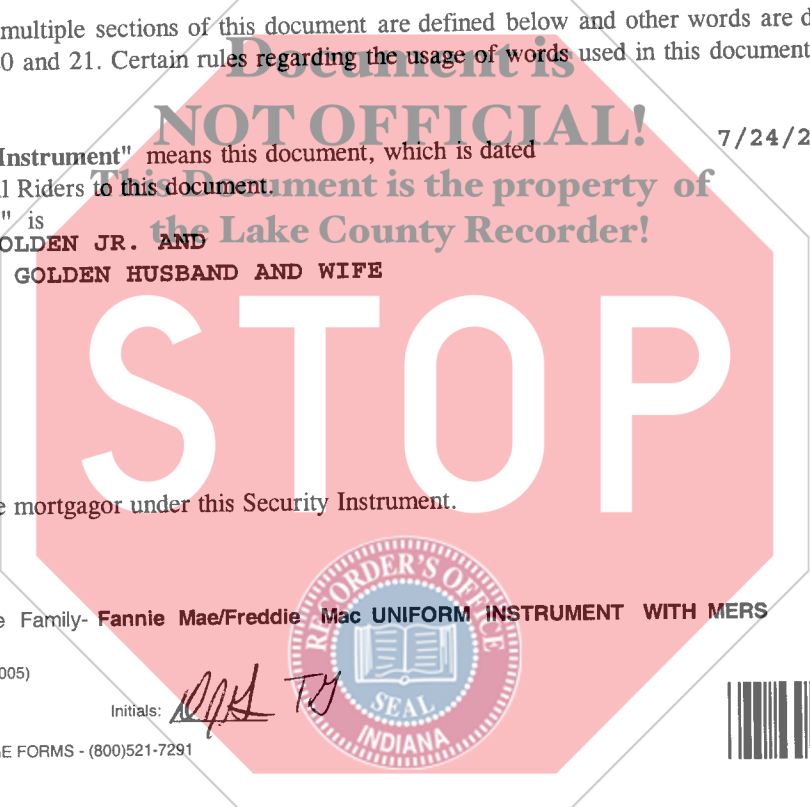 multiple sections of this document are defined below and other words are d
0 and 21. Certain rules regarding the usage of words used in this document
Document is
NOT OFFICIAL!
Instrument" means this document, which is dated 7/24/2
l Riders to this document.
This Document is the property of
" is
the Lake County Recorder!
OLDEN JR. AND
GOLDEN HUSBAND AND WIFE
STOP
e mortgagor under this Security Instrument.
RECORDER'S OFFICE
e Family- Fannie Mae/Freddie Mac UNIFORM INSTRUMENT WITH MERS
005)
Initials:
SEAL
INDIANA
E FORMS - (800)521-7291